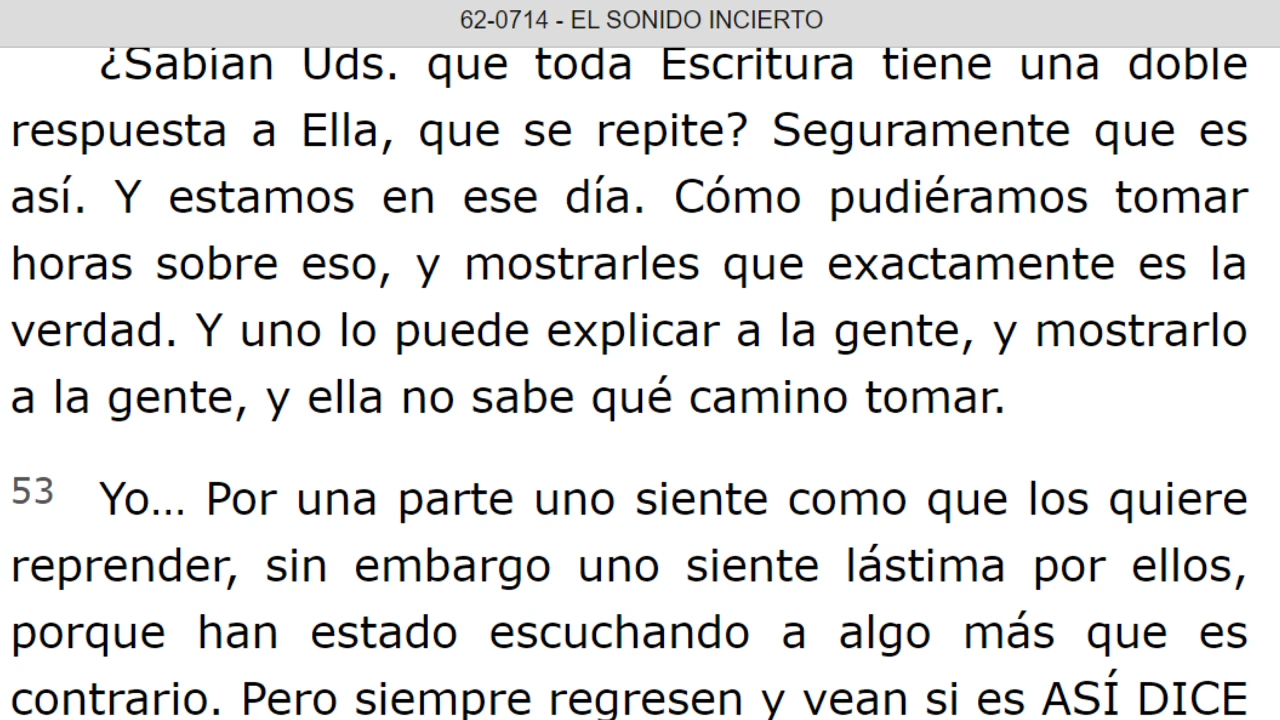 62-0714 - EL SONIDO INCIERTO
¿Sabían Uds. que toda Escritura tiene una doble
respuesta a Ella, que se repite? Seguramente que es
así. Y estamos en ese día. Cómo pudiéramos tomar
horas sobre eso, y mostrarles que exactamente es la
verdad. Y uno lo puede explicar a la gente, y mostrarlo
a la gente, y ella no sabe qué camino tomar.
53 Yo... Por una parte uno siente como que los quiere
reprender, sin embargo uno siente lástima por ellos,
porque han estado escuchando a algo más que es
contrario. Pero siempre regresen y vean si es ASÍ DICE